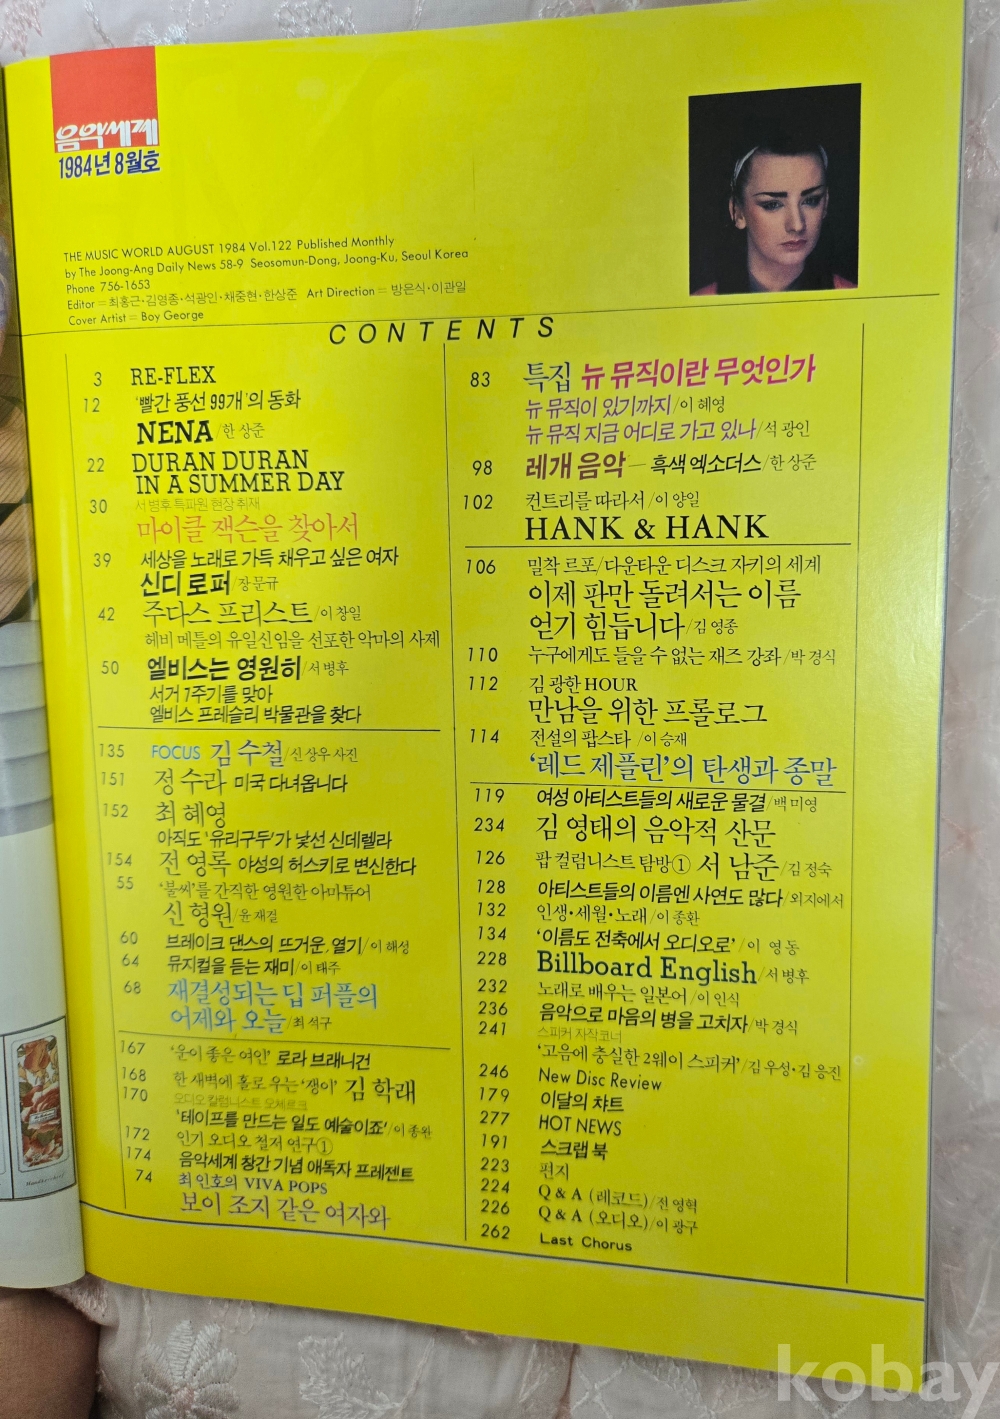 음악세계
1984년 8월호
THE MUSIC WORLD AUGUST 1984 Vol.122 Published Monthly
by The Joong-Ang Daily News 58-9 Seosomun-Dong, Joong-Ku, Seoul Korea
Phone 756-1653
Editor=최홍근·김영종·석광인·채중현·한상준 Art Direction=방은식·이관일
Cover Artist=Boy George
CONTENTS
3 RE-FLEX
12 '빨간 풍선 99개'의 동화
NENA/한상준
22 DURAN DURAN
IN A SUMMER DAY
30 서병후 특파원 현장 취재
마이클 잭슨을 찾아서
39 세상을 노래로 가득 채우고 싶은 여자
신디 로퍼/장문규
42 주다스 프리스트/이창일
헤비 메틀의 유일신임을 선포한 악마의 사제
50 엘비스는 영원히/서병후
서거 7주기를 맞아
엘비스 프레슬리 박물관을 찾다
135 FOCUS 김수철/신상우 사진
151 정수라 미국 다녀옵니다
152 최혜영
아직도 '유리구두'가 낯선 신데렐라
154 전영록 야성의 허스키로 변신한다
55 '불씨'를 간직한 영원한 아마튜어
신형원/윤재걸
60 브레이크 댄스의 뜨거운, 열기/이해성
64 뮤지컬을 듣는 재미/이태주
68 재결성되는 딥 퍼플의
어제와 오늘/최석구
167 '운이 좋은 여인' 로라 브래니건
168 한 새벽에 홀로 우는 '쟁이' 김학래
170 오디오 칼럼니스트 오체르크
'테이프를 만드는 일도 예술이죠'/이종완
172 인기 오디오 철저 연구①
174 음악세계 창간 기념 애독자 프레젠트
74 최인호의 VIVA POPS
보이 조지 같은 여자와
83 특집 뉴 뮤직이란 무엇인가
뉴 뮤직이 있기까지/이혜영
뉴 뮤직 지금 어디로 가고 있나/석광인
98 레개 음악—흑색 엑소더스/한상준
102 컨트리를 따라서/이양일
HANK & HANK
106 밀착 르포/다운타운 디스크 자키의 세계
이제 판만 돌려서는 이름
얻기 힘듭니다/김영종
110 누구에게도 들을 수 없는 재즈 강좌/박경식
112 김광한 HOUR
만남을 위한 프롤로그
114 전설의 팝스타 /이승재
'레드 제플린'의 탄생과 종말
119 여성 아티스트들의 새로운 물결/백미영
234 김영태의 음악적 산문
126 팝 컬럼니스트 탐방① 서남준/김정숙
128 아티스트들의 이름엔 사연도 많다/외지에서
132 인생·세월·노래/이종환
134 '이름도 전축에서 오디오로'/이영동
228 Billboard English/서병후
232 노래로 배우는 일본어/이인식
236 음악으로 마음의 병을 고치자/박경식
241 스피커 자작코너
'고음에 충실한 2웨이 스피커'/김우성·김응진
246 New Disc Review
179 이달의 챠트
277 HOT NEWS
191 스크랩 북
223 편지
224 Q & A (레코드)/전영혁
226 Q & A (오디오)/이광구
262 Last Chorus
kobay